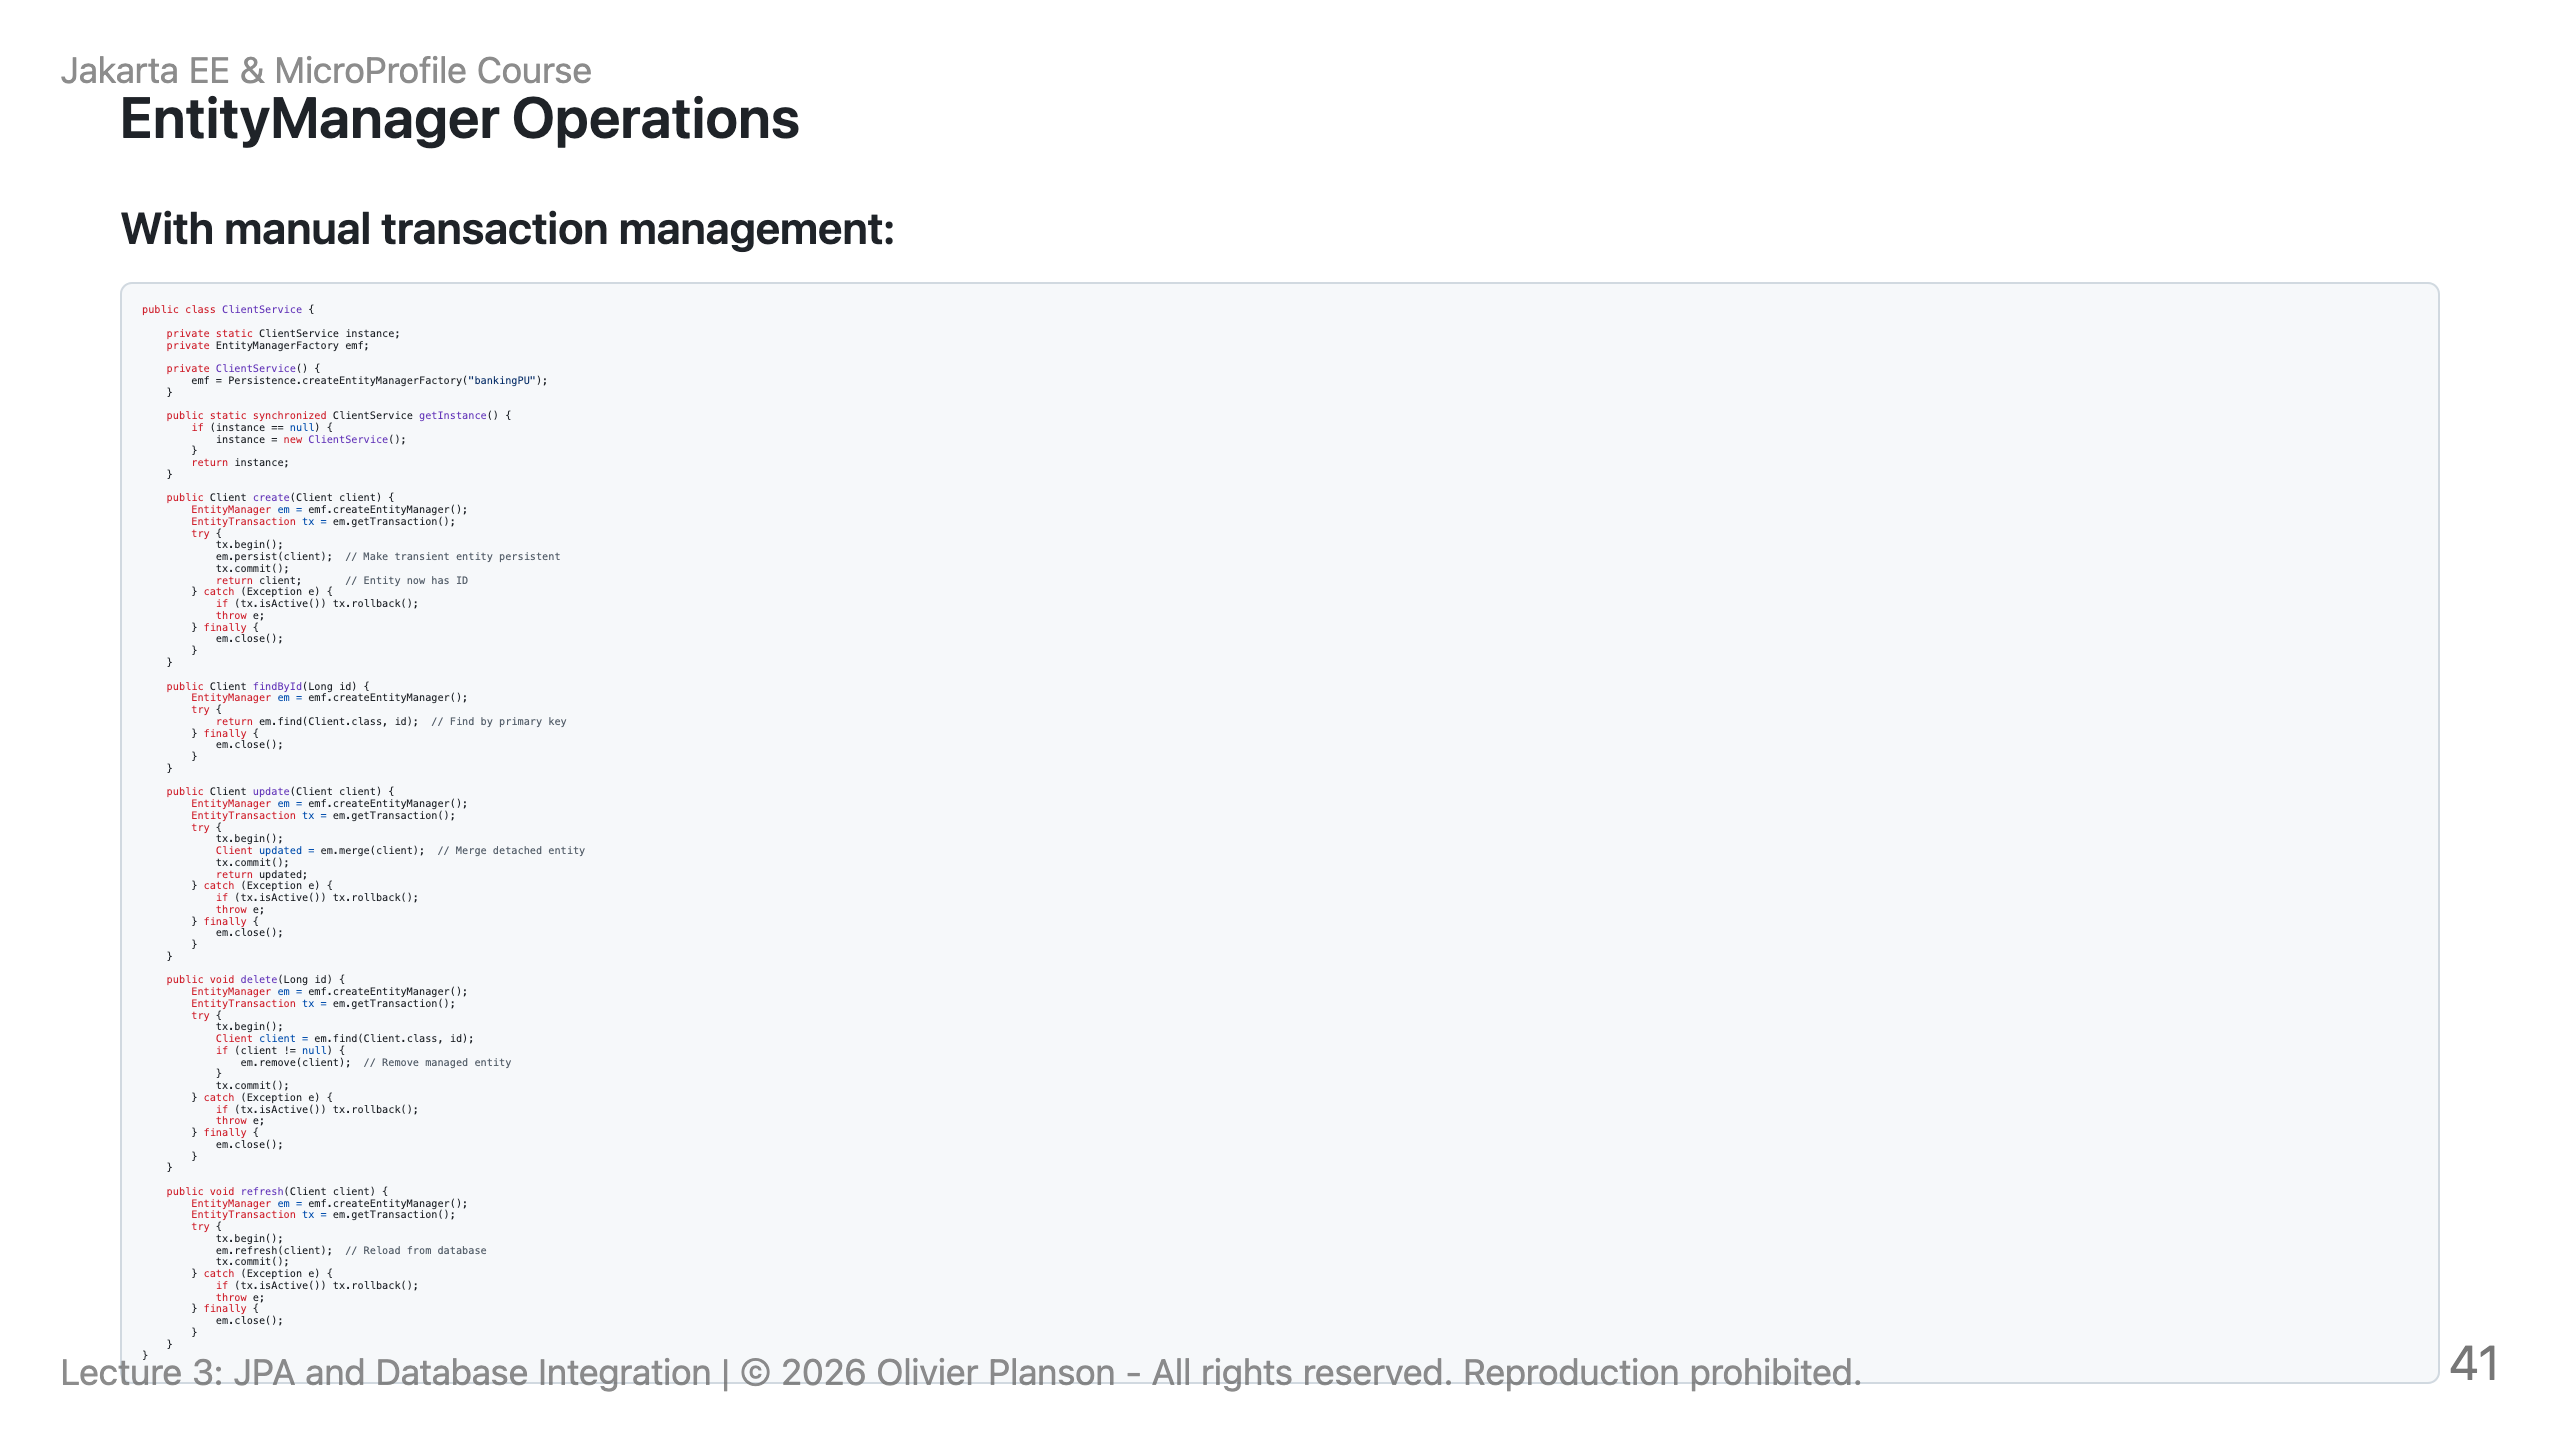 Jakarta EE & MicroProfile Course
EntityManager Operations
With manual transaction management:
public class ClientService {
    private static ClientService instance;
    private EntityManagerFactory emf;
    private ClientService() {
        emf = Persistence.createEntityManagerFactory("bankingPU");
    }
    public static synchronized ClientService getInstance() {
        if (instance == null) {
            instance = new ClientService();
        }
        return instance;
    }
    public Client create(Client client) {
        EntityManager em = emf.createEntityManager();
        EntityTransaction tx = em.getTransaction();
        try {
            tx.begin();
            em.persist(client);  // Make transient entity persistent
            tx.commit();
            return client;       // Entity now has ID
        } catch (Exception e) {
            if (tx.isActive()) tx.rollback();
            throw e;
        } finally {
            em.close();
        }
    }
    public Client findById(Long id) {
        EntityManager em = emf.createEntityManager();
        try {
            return em.find(Client.class, id);  // Find by primary key
        } finally {
            em.close();
        }
    }
    public Client update(Client client) {
        EntityManager em = emf.createEntityManager();
        EntityTransaction tx = em.getTransaction();
        try {
            tx.begin();
            Client updated = em.merge(client);  // Merge detached entity
            tx.commit();
            return updated;
        } catch (Exception e) {
            if (tx.isActive()) tx.rollback();
            throw e;
        } finally {
            em.close();
        }
    }
    public void delete(Long id) {
        EntityManager em = emf.createEntityManager();
        EntityTransaction tx = em.getTransaction();
        try {
            tx.begin();
            Client client = em.find(Client.class, id);
            if (client != null) {
                em.remove(client);  // Remove managed entity
            }
            tx.commit();
        } catch (Exception e) {
            if (tx.isActive()) tx.rollback();
            throw e;
        } finally {
            em.close();
        }
    }
    public void refresh(Client client) {
        EntityManager em = emf.createEntityManager();
        EntityTransaction tx = em.getTransaction();
        try {
            tx.begin();
            em.refresh(client);  // Reload from database
            tx.commit();
        } catch (Exception e) {
            if (tx.isActive()) tx.rollback();
            throw e;
        } finally {
            em.close();
        }
    }
}
Lecture 3: JPA and Database Integration | © 2026 Olivier Planson - All rights reserved. Reproduction prohibited.
41